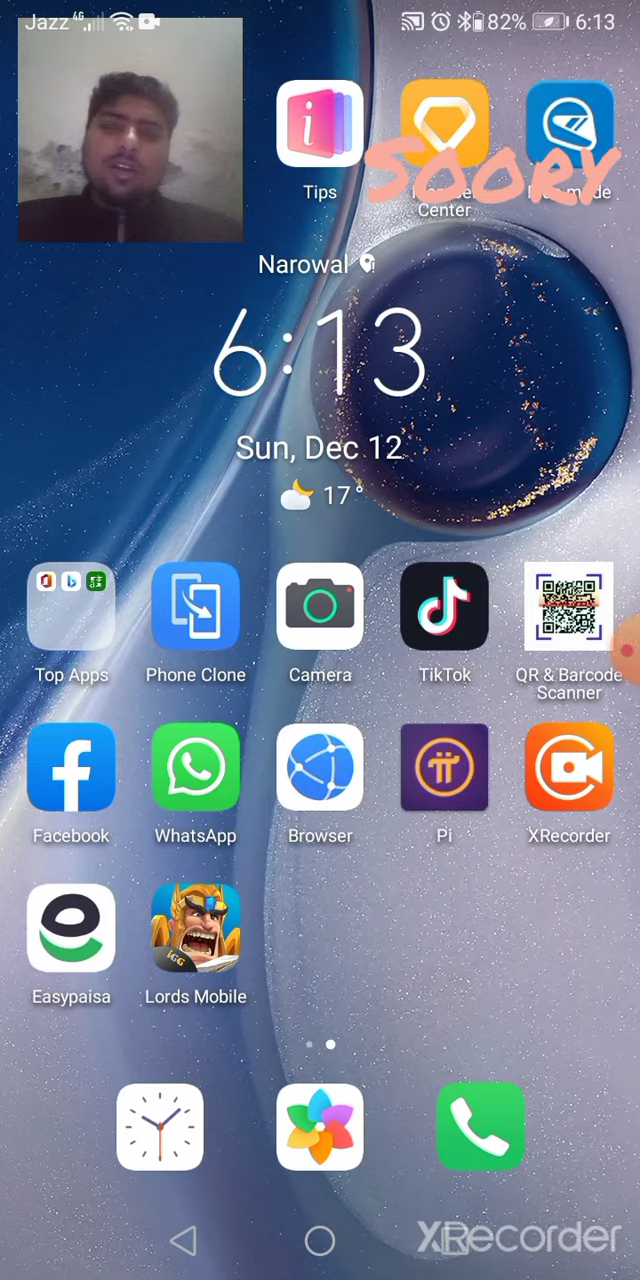 Jazz 4G 82% 6:13
SOORY
Tips
Center
Narowal
6:13
Sun, Dec 12
17°
Top Apps
Phone Clone
Camera
TikTok
QR & Barcode
Scanner
Facebook
WhatsApp
Browser
Pi
XRecorder
IGG
Easypaisa
Lords Mobile
XRecorder